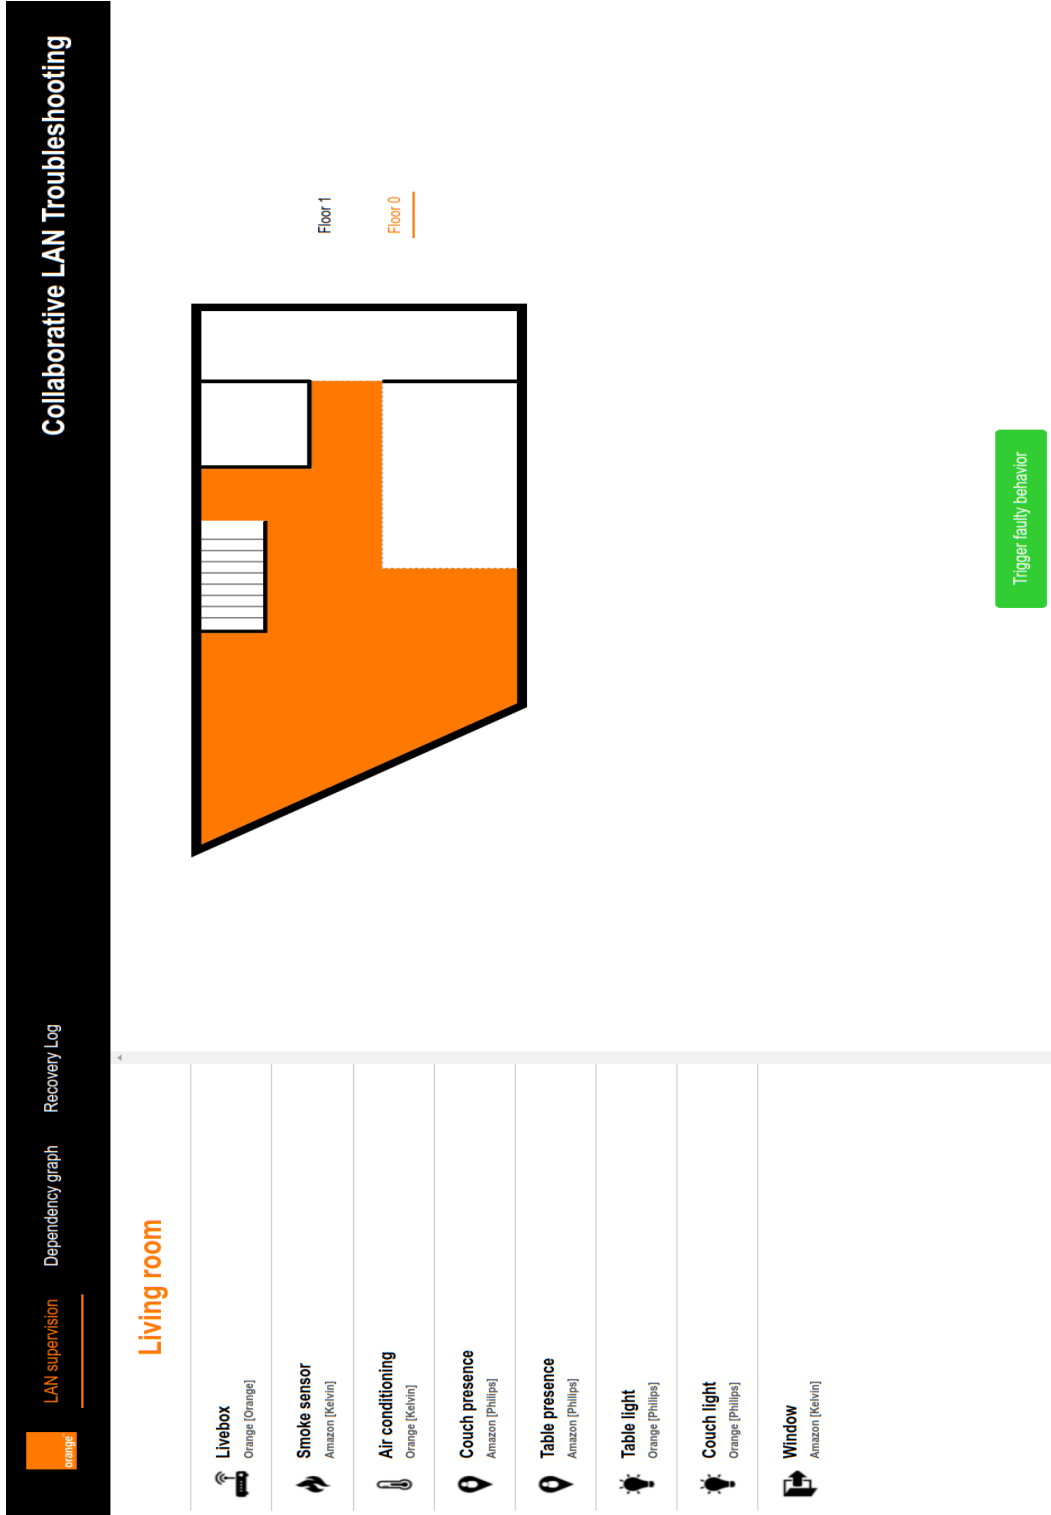 orange
LAN supervision
Dependency graph
Recovery Log
Collaborative LAN Troubleshooting
Living room
Livebox
Orange [Orange]
Smoke sensor
Amazon [Kelvin]
Air conditioning
Orange [Kelvin]
Couch presence
Amazon [Philips]
Table presence
Amazon [Philips]
Table light
Orange [Philips]
Couch light
Orange [Philips]
Window
Amazon [Kelvin]
Floor 1
Floor 0
Trigger faulty behavior